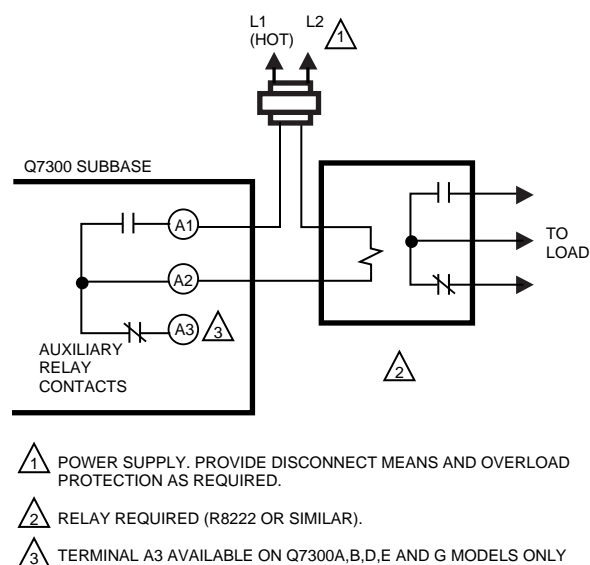 L1 L2
(HOT)
1
Q7300 SUBBASE
A1
A2
A3
3
AUXILIARY
RELAY
CONTACTS
TO
LOAD
2
1 POWER SUPPLY. PROVIDE DISCONNECT MEANS AND OVERLOAD
PROTECTION AS REQUIRED.
2 RELAY REQUIRED (R8222 OR SIMILAR).
3 TERMINAL A3 AVAILABLE ON Q7300A,B,D,E AND G MODELS ONLY